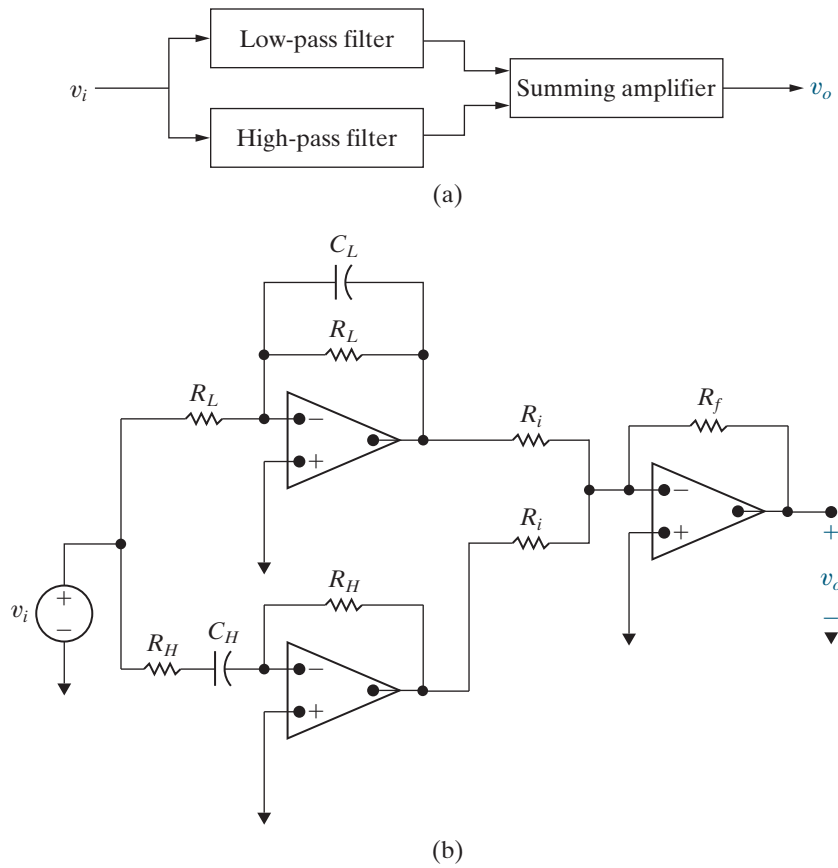 Low-pass filter
v_i
Summing amplifier
v_o
High-pass filter
(a)
C_L
R_L
R_L
−
+
R_i
R_f
R_i
−
+
+
v_o
−
v_i
+
−
R_H
C_H
R_H
−
+
(b)